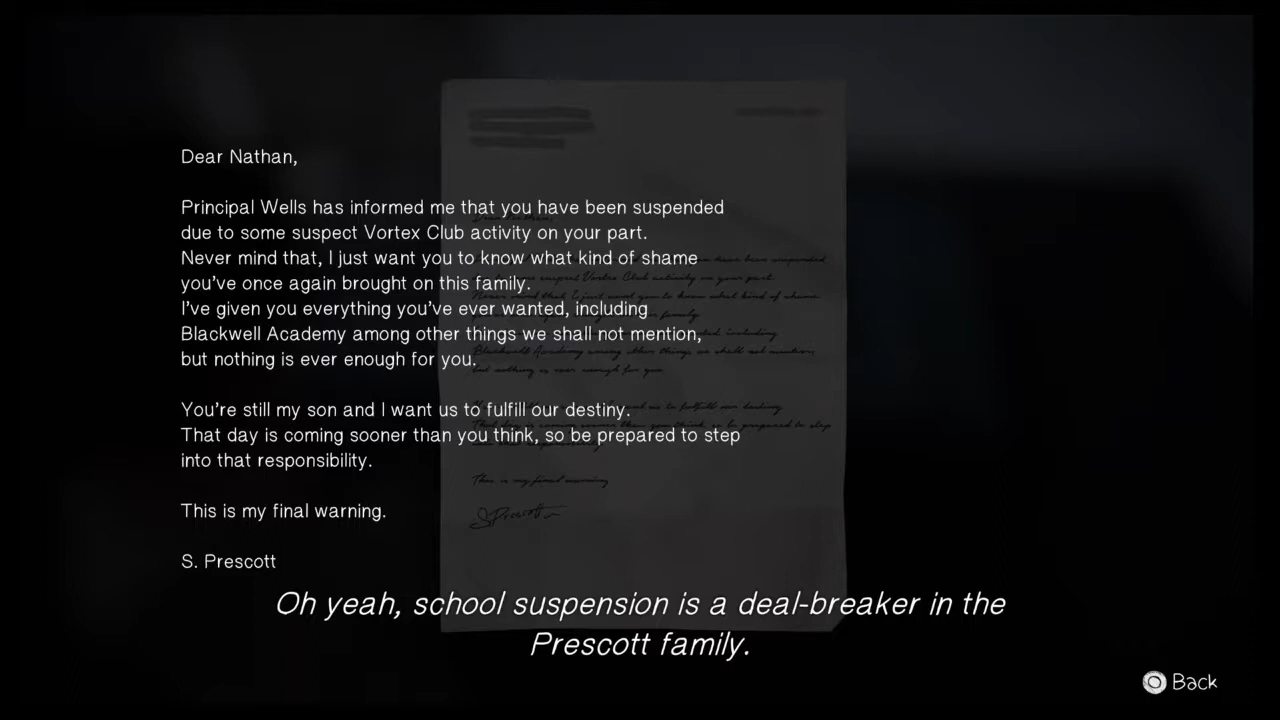 Dear Nathan,
Principal Wells has informed me that you have been suspended
due to some suspect Vortex Club activity on your part.
Never mind that, I just want you to know what kind of shame
you've once again brought on this family.
I've given you everything you've ever wanted, including
Blackwell Academy among other things we shall not mention,
but nothing is ever enough for you.
You're still my son and I want us to fulfill our destiny.
That day is coming sooner than you think, so be prepared to step
into that responsibility.
This is my final warning.
S. Prescott
Oh yeah, school suspension is a deal-breaker in the
Prescott family.
Back